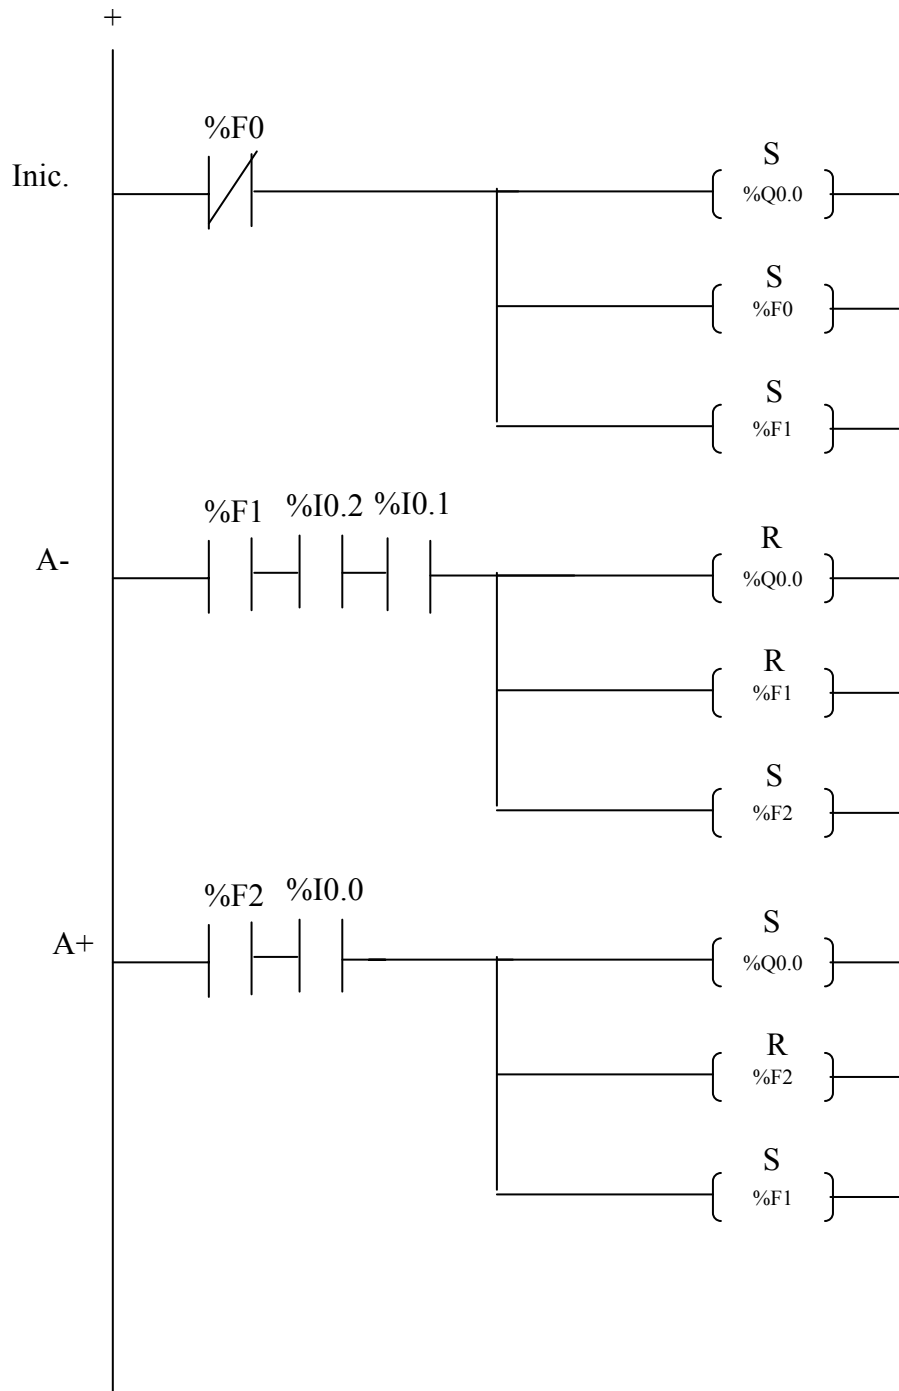 +
%F0
Inic.
S
%Q0.0
S
%F0
S
%F1
%F1 %I0.2 %I0.1
A-
R
%Q0.0
R
%F1
S
%F2
%F2 %I0.0
A+
S
%Q0.0
R
%F2
S
%F1